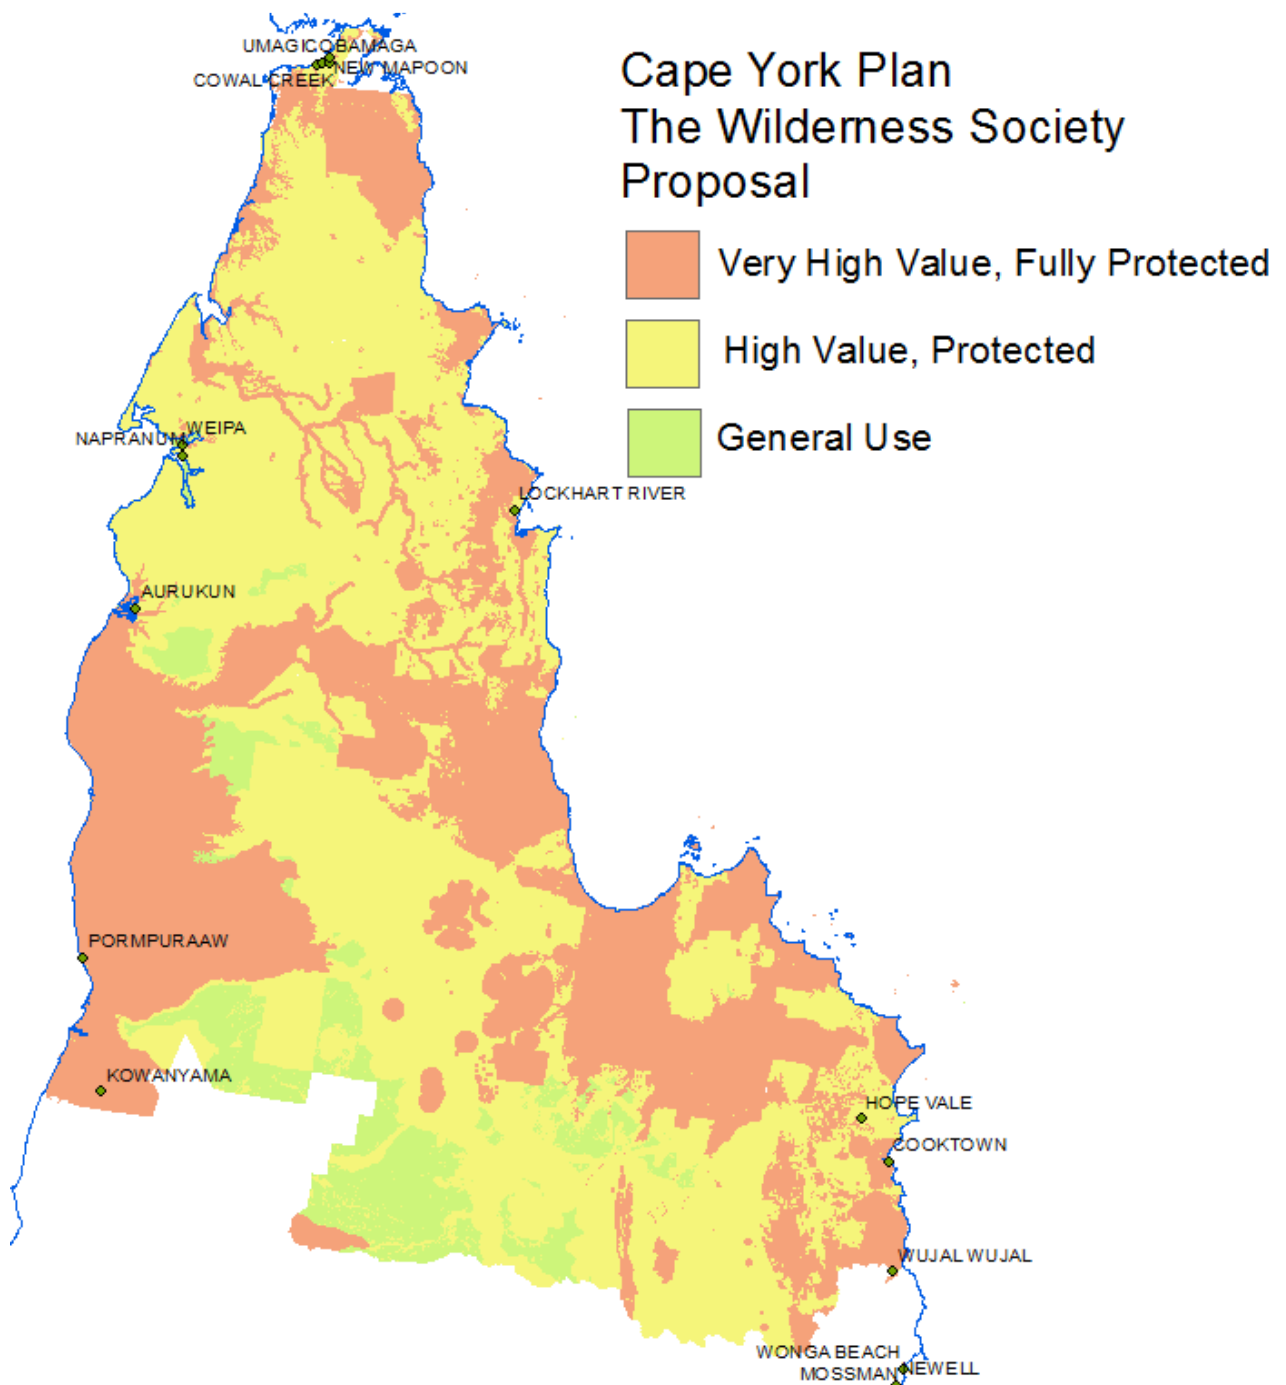 UMAGICO BAMAGA
NEW MAPOON
COWAL CREEK
Cape York Plan
The Wilderness Society
Proposal
Very High Value, Fully Protected
High Value, Protected
General Use
WEIPA
NAPRANUM
LOCKHART RIVER
AURUKUN
PORMPURAAW
KOWANYAMA
HOPE VALE
COOKTOWN
WUJAL WUJAL
WONGA BEACH
MOSSMAN
NEWELL